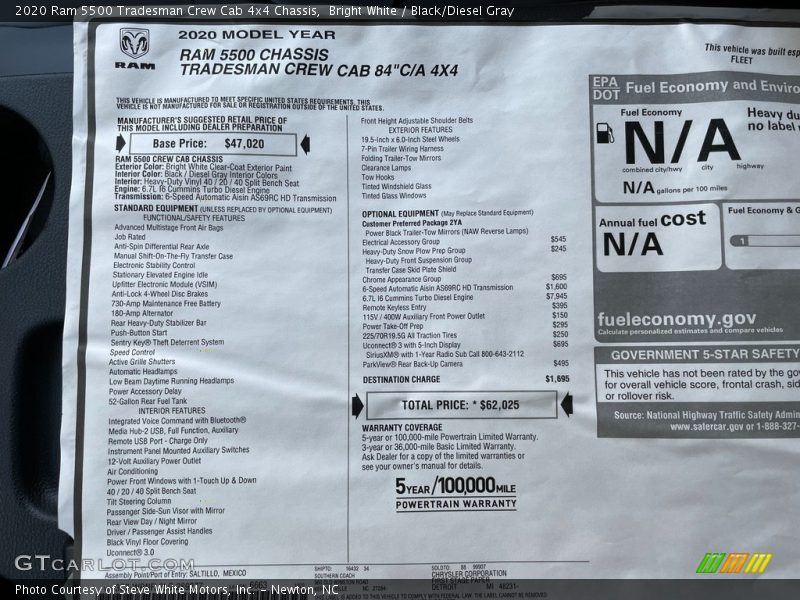 2020 Ram 5500 Tradesman Crew Cab 4x4 Chassis, Bright White / Black/Diesel Gray
RAM
2020 MODEL YEAR
RAM 5500 CHASSIS
TRADESMAN CREW CAB 84"C/A 4X4
THIS VEHICLE IS MANUFACTURED TO MEET SPECIFIC UNITED STATES REQUIREMENTS. THIS
VEHICLE IS NOT MANUFACTURED FOR SALE OR REGISTRATION OUTSIDE OF THE UNITED STATES.
MANUFACTURER'S SUGGESTED RETAIL PRICE OF
THIS MODEL INCLUDING DEALER PREPARATION
Base Price: $47,020
RAM 5500 CREW CAB CHASSIS
Exterior Color: Bright White Clear-Coat Exterior Paint
Interior Color: Black / Diesel Gray Interior Colors
Interior: Heavy-Duty Vinyl 40 / 20 / 40 Split Bench Seat
Engine: 6.7L I6 Cummins Turbo Diesel Engine
Transmission: 6-Speed Automatic Aisin AS69RC HD Transmission
STANDARD EQUIPMENT (UNLESS REPLACED BY OPTIONAL EQUIPMENT)
FUNCTIONAL/SAFETY FEATURES
Advanced Multistage Front Air Bags
Job Rated
Anti-Spin Differential Rear Axle
Manual Shift-On-The-Fly Transfer Case
Electronic Stability Control
Stationary Elevated Engine Idle
Upfitter Electronic Module (VSIM)
Anti-Lock 4-Wheel Disc Brakes
730-Amp Maintenance Free Battery
180-Amp Alternator
Rear Heavy-Duty Stabilizer Bar
Push-Button Start
Sentry Key® Theft Deterrent System
Speed Control
Active Grille Shutters
Automatic Headlamps
Low Beam Daytime Running Headlamps
Power Accessory Delay
52-Gallon Rear Fuel Tank
INTERIOR FEATURES
Integrated Voice Command with Bluetooth®
Media Hub-2 USB, Full Function, Auxiliary
Remote USB Port - Charge Only
Instrument Panel Mounted Auxiliary Switches
12-Volt Auxiliary Power Outlet
Air Conditioning
Power Front Windows with 1-Touch Up & Down
40 / 20 / 40 Split Bench Seat
Tilt Steering Column
Passenger Side-Sun Visor with Mirror
Rear View Day / Night Mirror
Driver / Passenger Assist Handles
Black Vinyl Floor Covering
Uconnect® 3.0
Front Height Adjustable Shoulder Belts
EXTERIOR FEATURES
19.5-Inch x 6.0-Inch Steel Wheels
7-Pin Trailer Wiring Harness
Folding Trailer-Tow Mirrors
Clearance Lamps
Tow Hooks
Tinted Windshield Glass
Tinted Glass Windows
OPTIONAL EQUIPMENT (May Replace Standard Equipment)
Customer Preferred Package 2YA
Power Black Trailer-Tow Mirrors (NAW Reverse Lamps)
Electrical Accessory Group $545
Heavy-Duty Snow Plow Prep Group $245
Heavy-Duty Front Suspension Group
Transfer Case Skid Plate Shield
Chrome Appearance Group $695
6-Speed Automatic Aisin AS69RC HD Transmission $1,600
6.7L I6 Cummins Turbo Diesel Engine $7,945
Remote Keyless Entry $395
115V / 400W Auxiliary Front Power Outlet $150
Power Take-Off Prep $295
225/70R19.5G All Traction Tires $250
Uconnect® 3 with 5-Inch Display $695
SiriusXM® with 1-Year Radio Sub Call 800-643-2112
ParkView® Rear Back-Up Camera $495
DESTINATION CHARGE $1,695
TOTAL PRICE: * $62,025
WARRANTY COVERAGE
5-year or 100,000-mile Powertrain Limited Warranty.
3-year or 36,000-mile Basic Limited Warranty.
Ask Dealer for a copy of the limited warranties or
see your owner's manual for details.
5YEAR/100,000MILE
POWERTRAIN WARRANTY
This vehicle was built esp
FLEET
EPA
DOT
Fuel Economy and Enviro
Fuel Economy
N/A
combined city/hwy city highway
N/A gallons per 100 miles
Heavy du
no label
Annual fuel cost
N/A
Fuel Economy & G
1
fueleconomy.gov
Calculate personalized estimates and compare vehicles
GOVERNMENT 5-STAR SAFETY
This vehicle has not been rated by the gov
for overall vehicle score, frontal crash, sid
or rollover risk.
Source: National Highway Traffic Safety Admin
www.safercar.gov or 1-888-327-
Assembly Point/Port of Entry: SALTILLO, MEXICO
SHIPTO:
SOUTHERN COACH
SOLDTO:
CHRYSLER CORPORATION
DETROIT MI 48231-
GTcarlot.com
Photo Courtesy of Steve White Motors, Inc. – Newton, NC